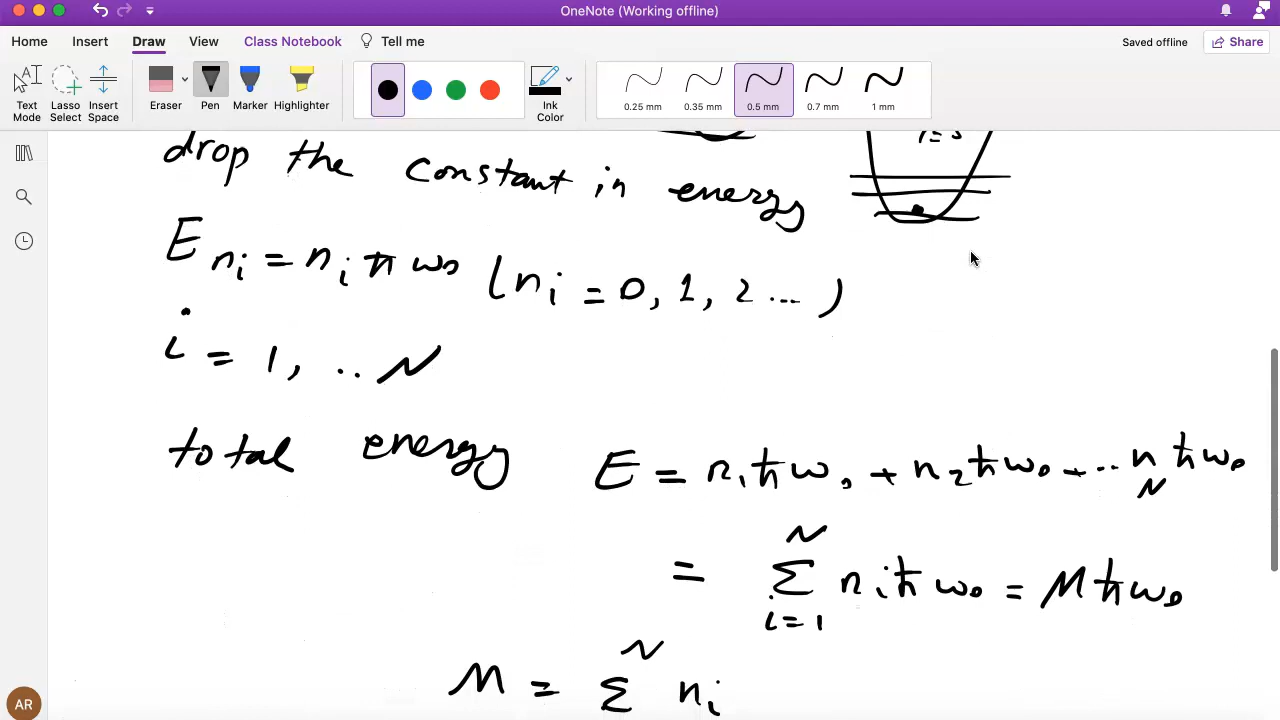 OneNote (Working offline)
Home Insert Draw View Class Notebook Tell me Saved offline Share
Text Mode Lasso Select Insert Space Eraser Pen Marker Highlighter Ink Color 0.25 mm 0.35 mm 0.5 mm 0.7 mm 1 mm
drop the constant in energy
E_{n_i} = n_i ħ ω₀ (n_i = 0, 1, 2 ... )
i = 1, .. N
total energy E = n₁ħω₀ + n₂ħω₀ + .. n_N ħω₀
= Σ_{i=1}^{N} n_i ħ ω₀ = M ħ ω₀
M = Σ^{N} n_i
AR